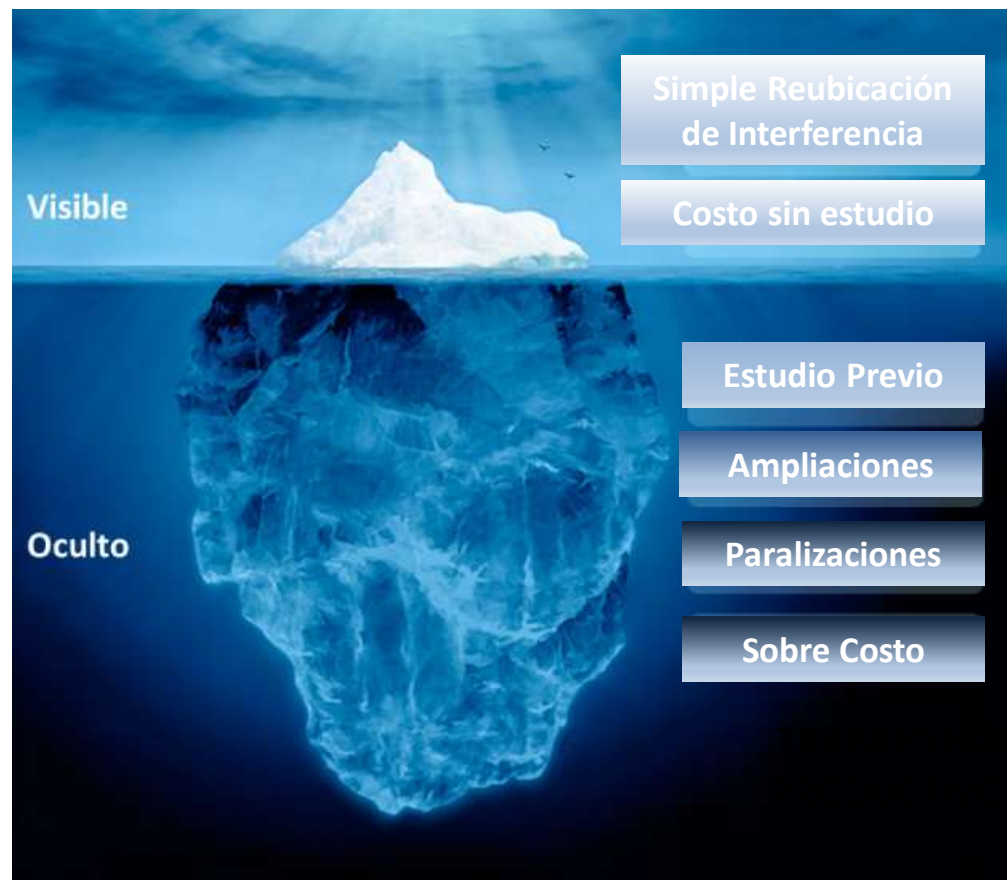 Simple Reubicación
de Interferencia
Visible
Costo sin estudio
Estudio Previo
Ampliaciones
Oculto
Paralizaciones
Sobre Costo